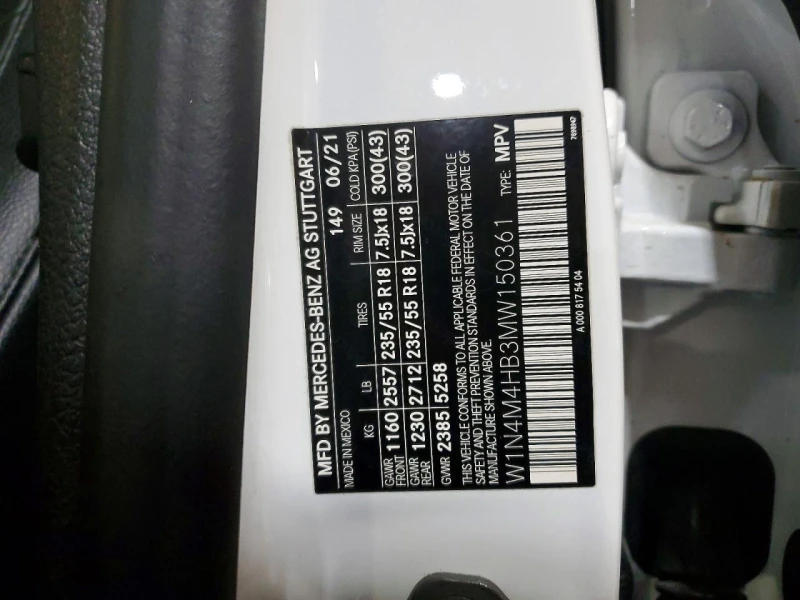 MFD BY MERCEDES-BENZ AG STUTTGART
MADE IN MEXICO 149 06/21
KG LB TIRES RIM SIZE COLD KPA (PSI)
GAWR FRONT 1160 2557 235/55 R18 7.5Jx18 300(43)
GAWR REAR 1230 2712 235/55 R18 7.5Jx18 300(43)
GVWR 2385 5258
THIS VEHICLE CONFORMS TO ALL APPLICABLE FEDERAL MOTOR VEHICLE
SAFETY AND THEFT PREVENTION STANDARDS IN EFFECT ON THE DATE OF
MANUFACTURE SHOWN ABOVE.
W1N4M4HB3MW150361 TYPE: MPV
A 000 817 54 04